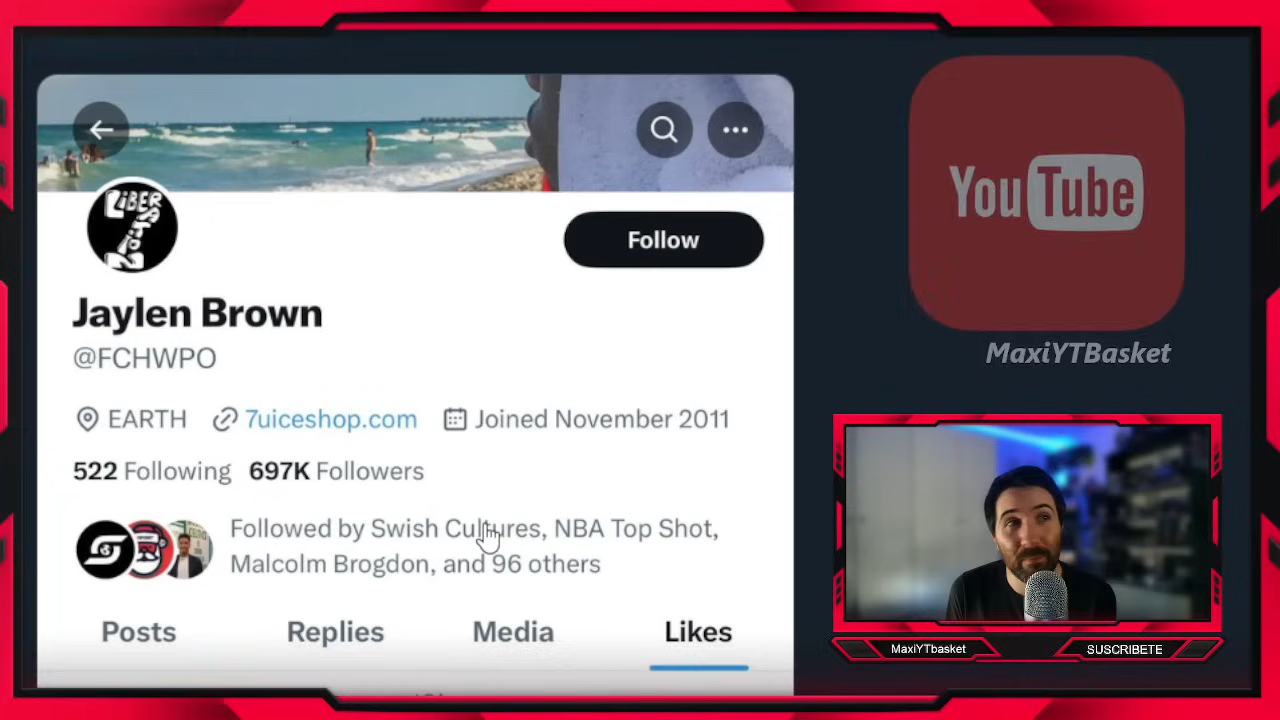 YouTube
MaxiYTBasket
LIBERATION
Follow
Jaylen Brown
@FCHWPO
EARTH 7uiceshop.com Joined November 2011
522 Following 697K Followers
Followed by Swish Cultures, NBA Top Shot,
Malcolm Brogdon, and 96 others
Posts Replies Media Likes
MaxiYTbasket SUSCRIBETE